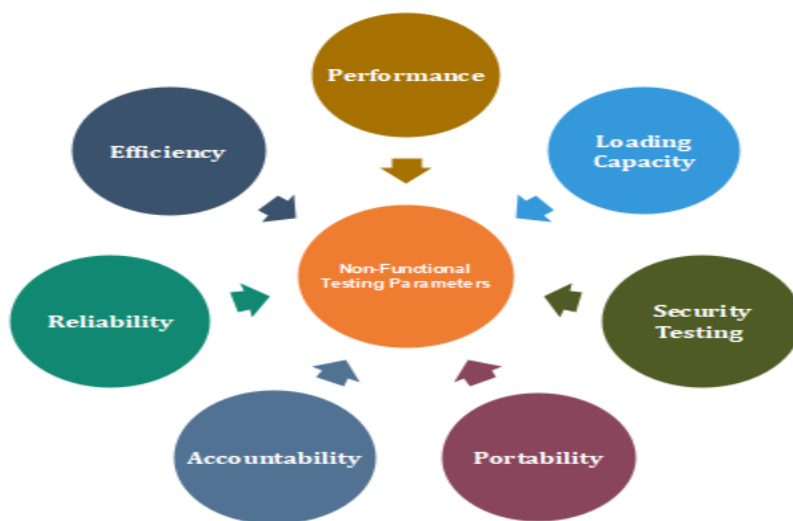 Performance
Loading
Capacity
Efficiency
Non-Functional
Testing Parameters
Security
Testing
Reliability
Accountability
Portability